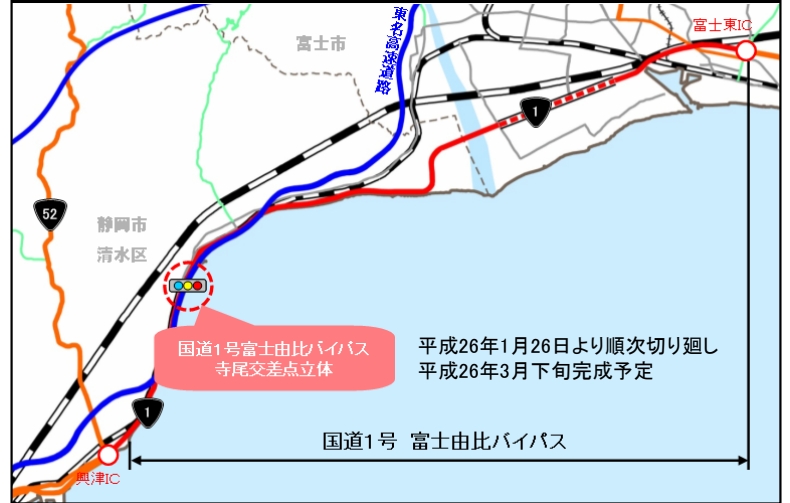 富士東IC
東名高速道路
富士市
1
52
静岡市
清水区
国道1号富士由比バイパス
寺尾交差点立体
平成26年1月26日より順次切り廻し
平成26年3月下旬完成予定
1
国道1号 富士由比バイパス
興津IC